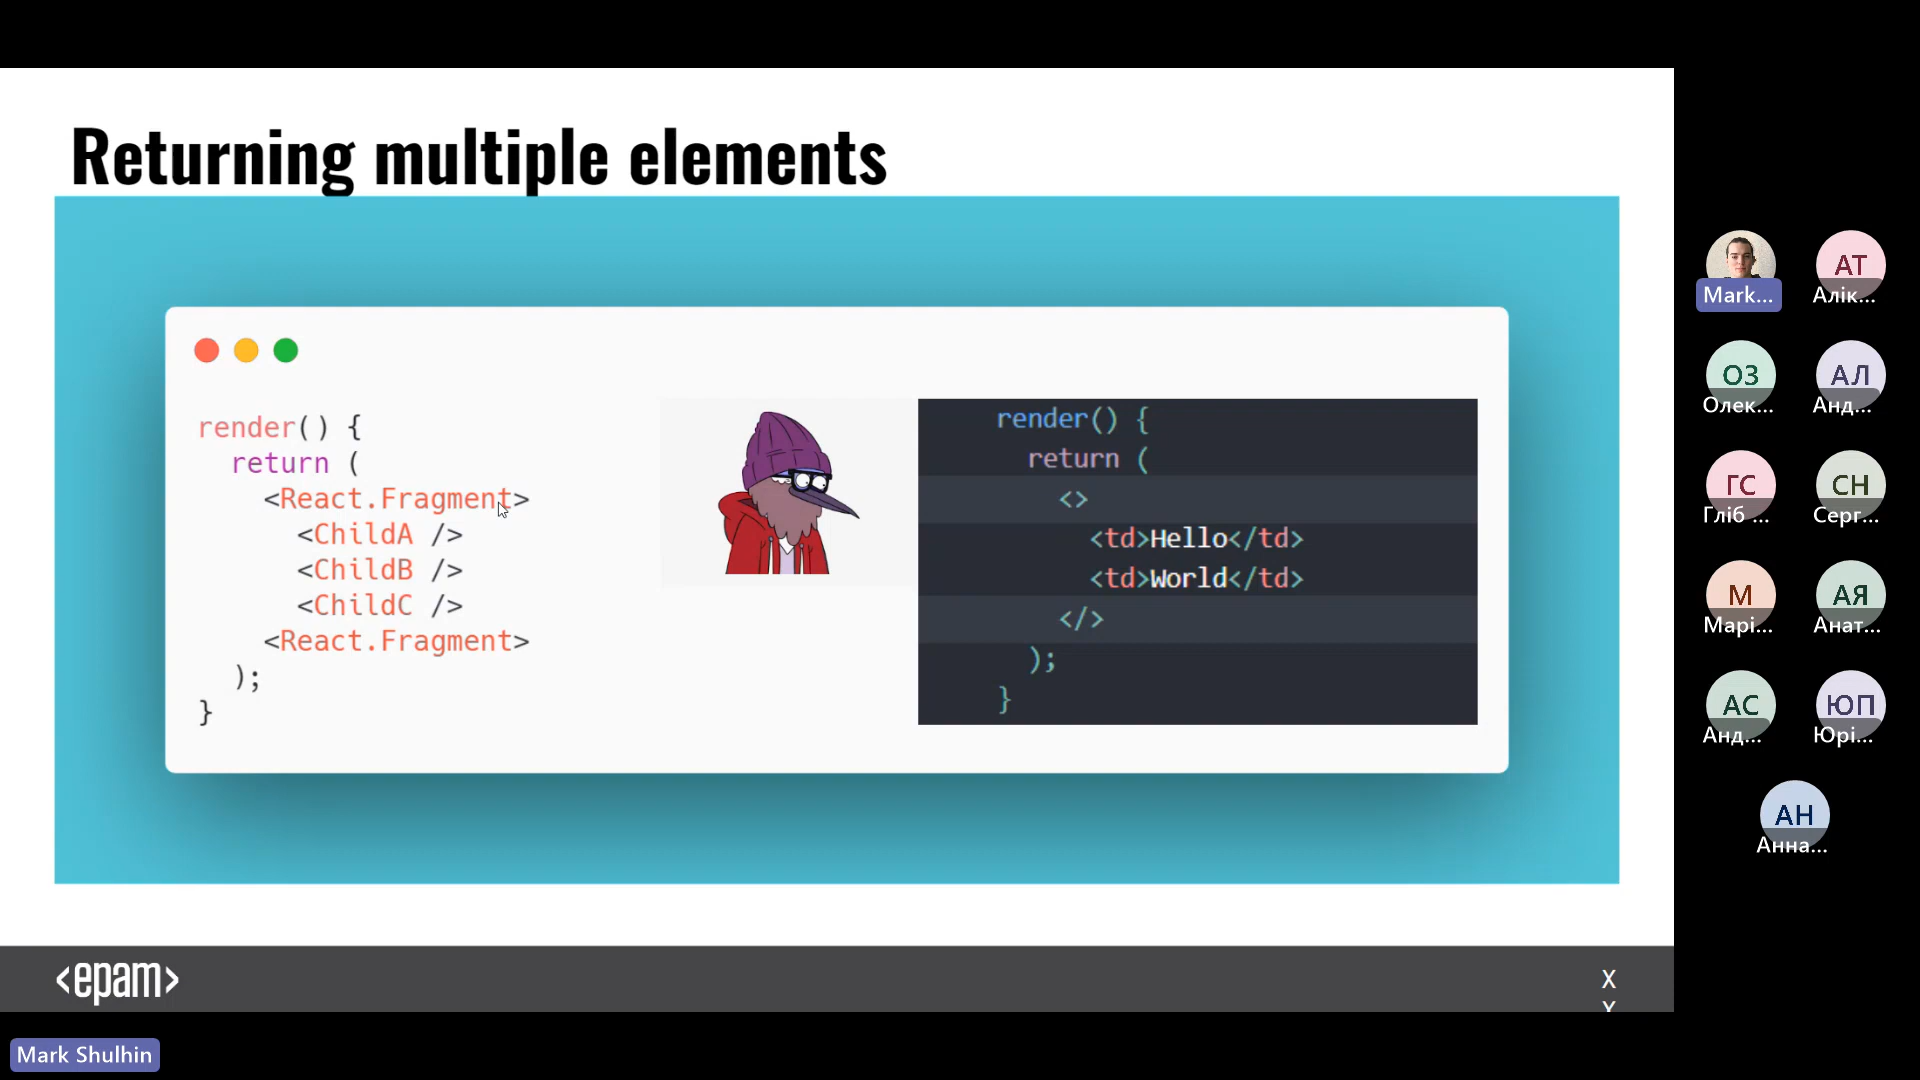 Returning multiple elements
render() {
return (
<React.Fragment>
<ChildA />
<ChildB />
<ChildC />
<React.Fragment>
);
}
render() {
return (
<>
<td>Hello</td>
<td>World</td>
</>
);
}
<epam>
X
Mark Shulhin
Mark...
АТ
Алік...
ОЗ
Олек...
АЛ
Анд...
ГС
Гліб ...
СН
Серг...
М
Марі...
АЯ
Анат...
АС
Анд...
ЮП
Юрі...
АН
Анна...